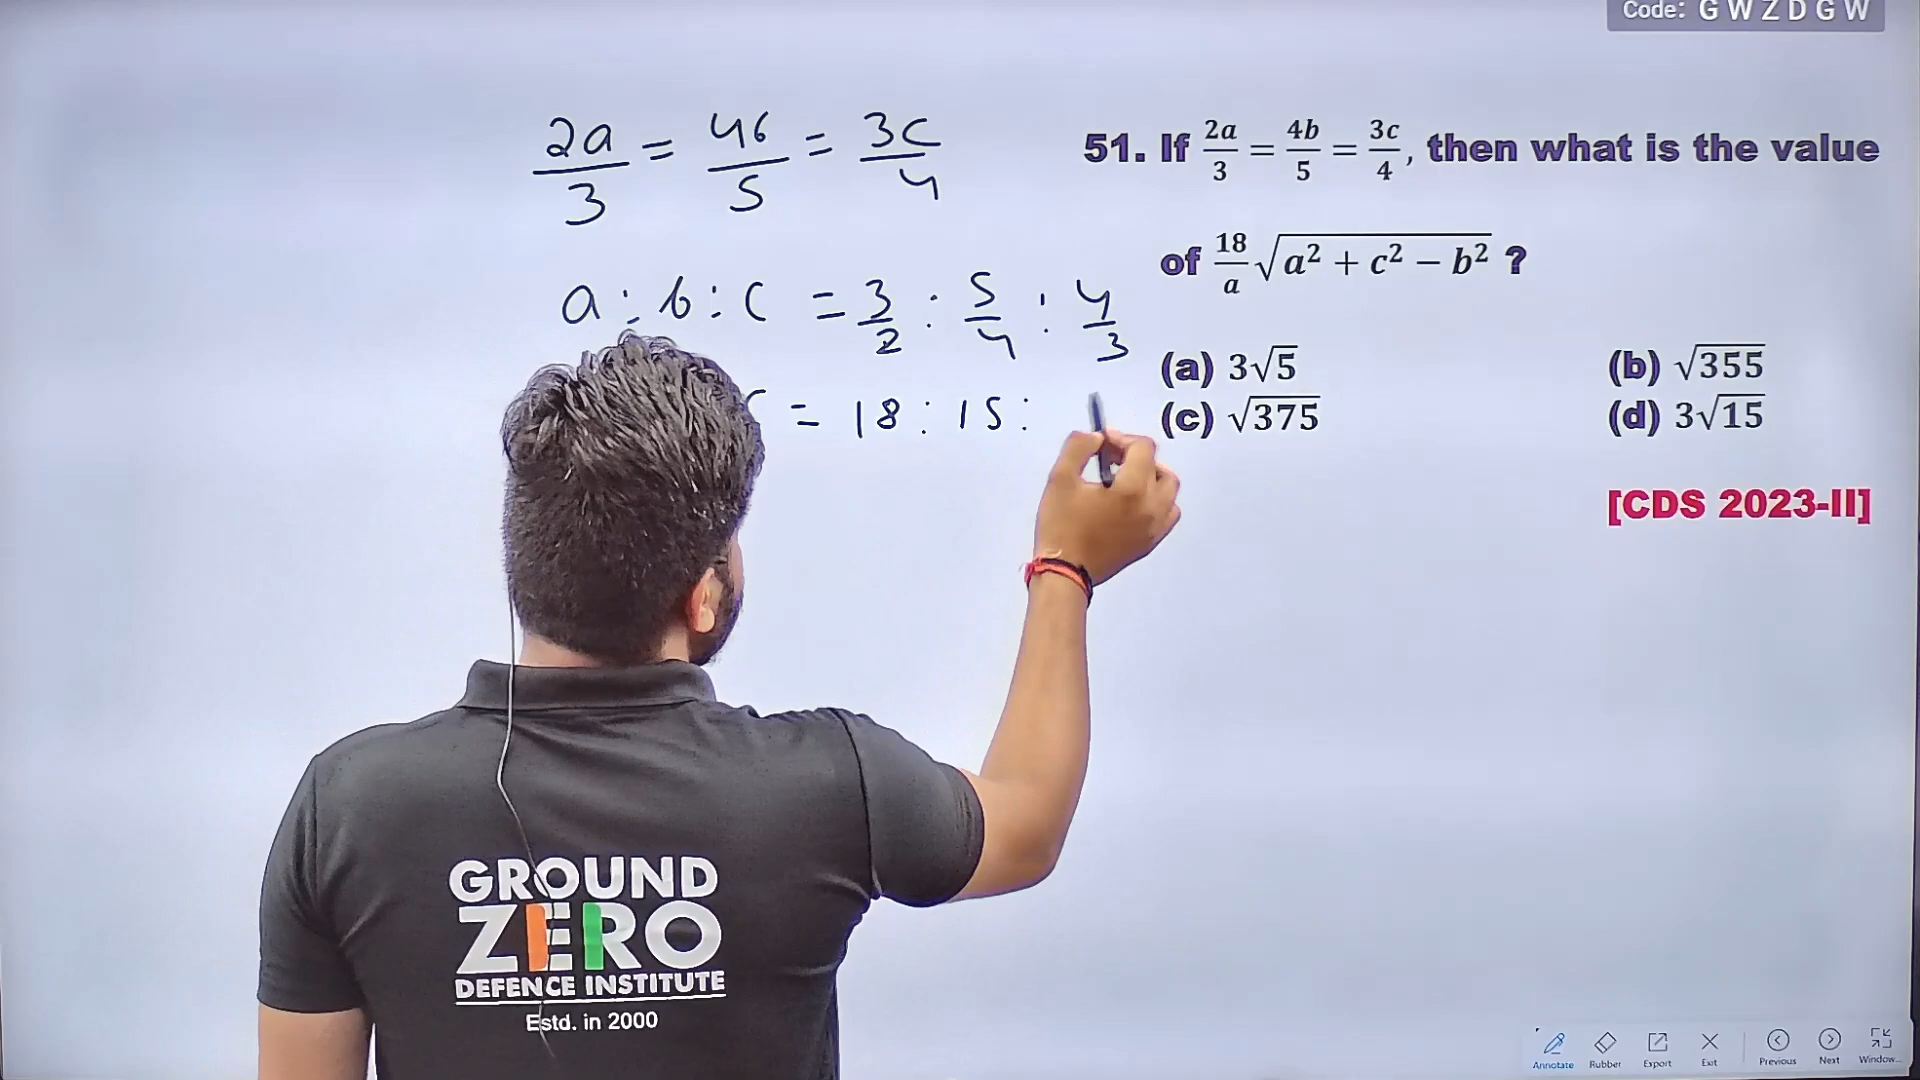 Code: G W Z D G W
2a/3 = 4b/5 = 3c/4
a : b : c = 3/2 : 5/4 : 4/3
= 18 : 15 :
51. If 2a/3 = 4b/5 = 3c/4, then what is the value
of 18/a √(a² + c² − b²) ?
(a) 3√5 (b) √355
(c) √375 (d) 3√15
[CDS 2023-II]
GROUND
ZERO
DEFENCE INSTITUTE
Estd. in 2000
Annotate Rubber Export Exit Previous Next Window...